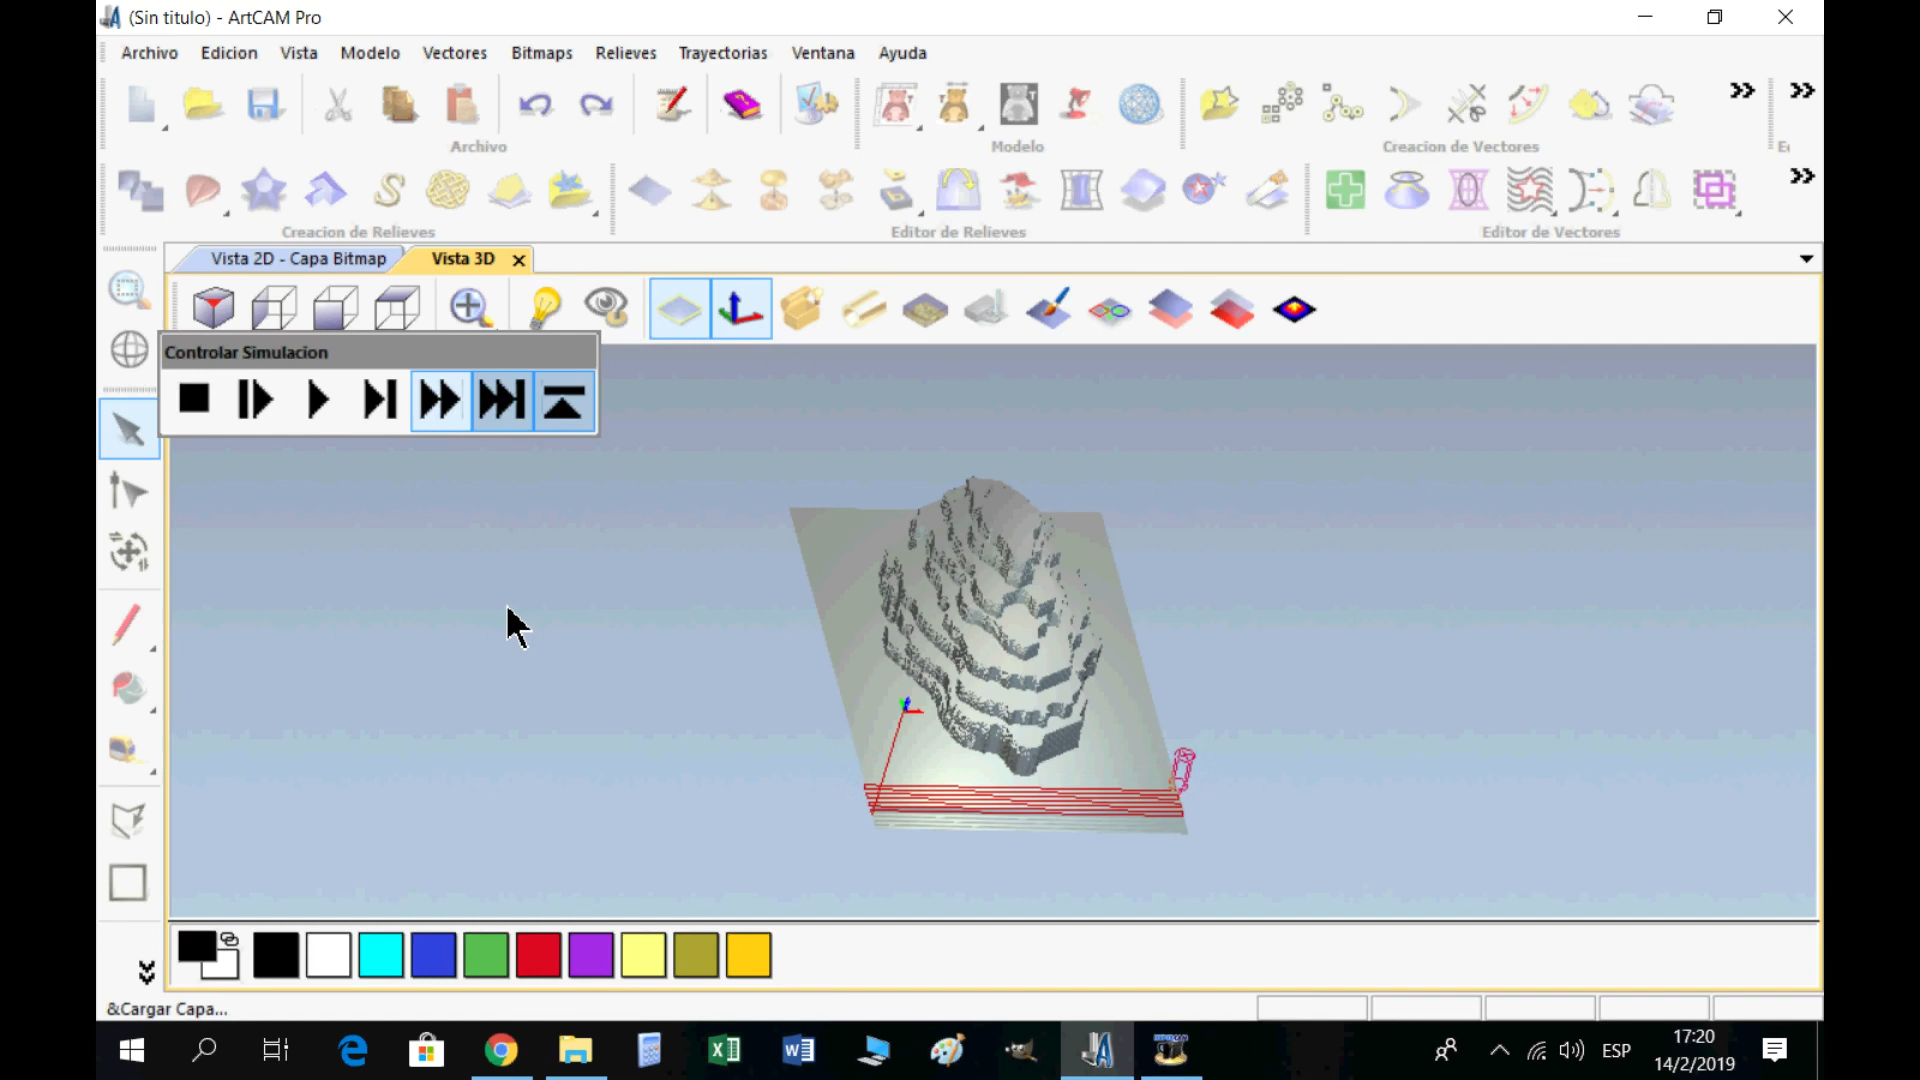 (Sin titulo) - ArtCAM Pro
Archivo Edicion Vista Modelo Vectores Bitmaps Relieves Trayectorias Ventana Ayuda
Archivo Modelo Creacion de Vectores
Creacion de Relieves Editor de Relieves Editor de Vectores
Vista 2D - Capa Bitmap Vista 3D
Controlar Simulacion
&Cargar Capa...
ESP
17:20
14/2/2019